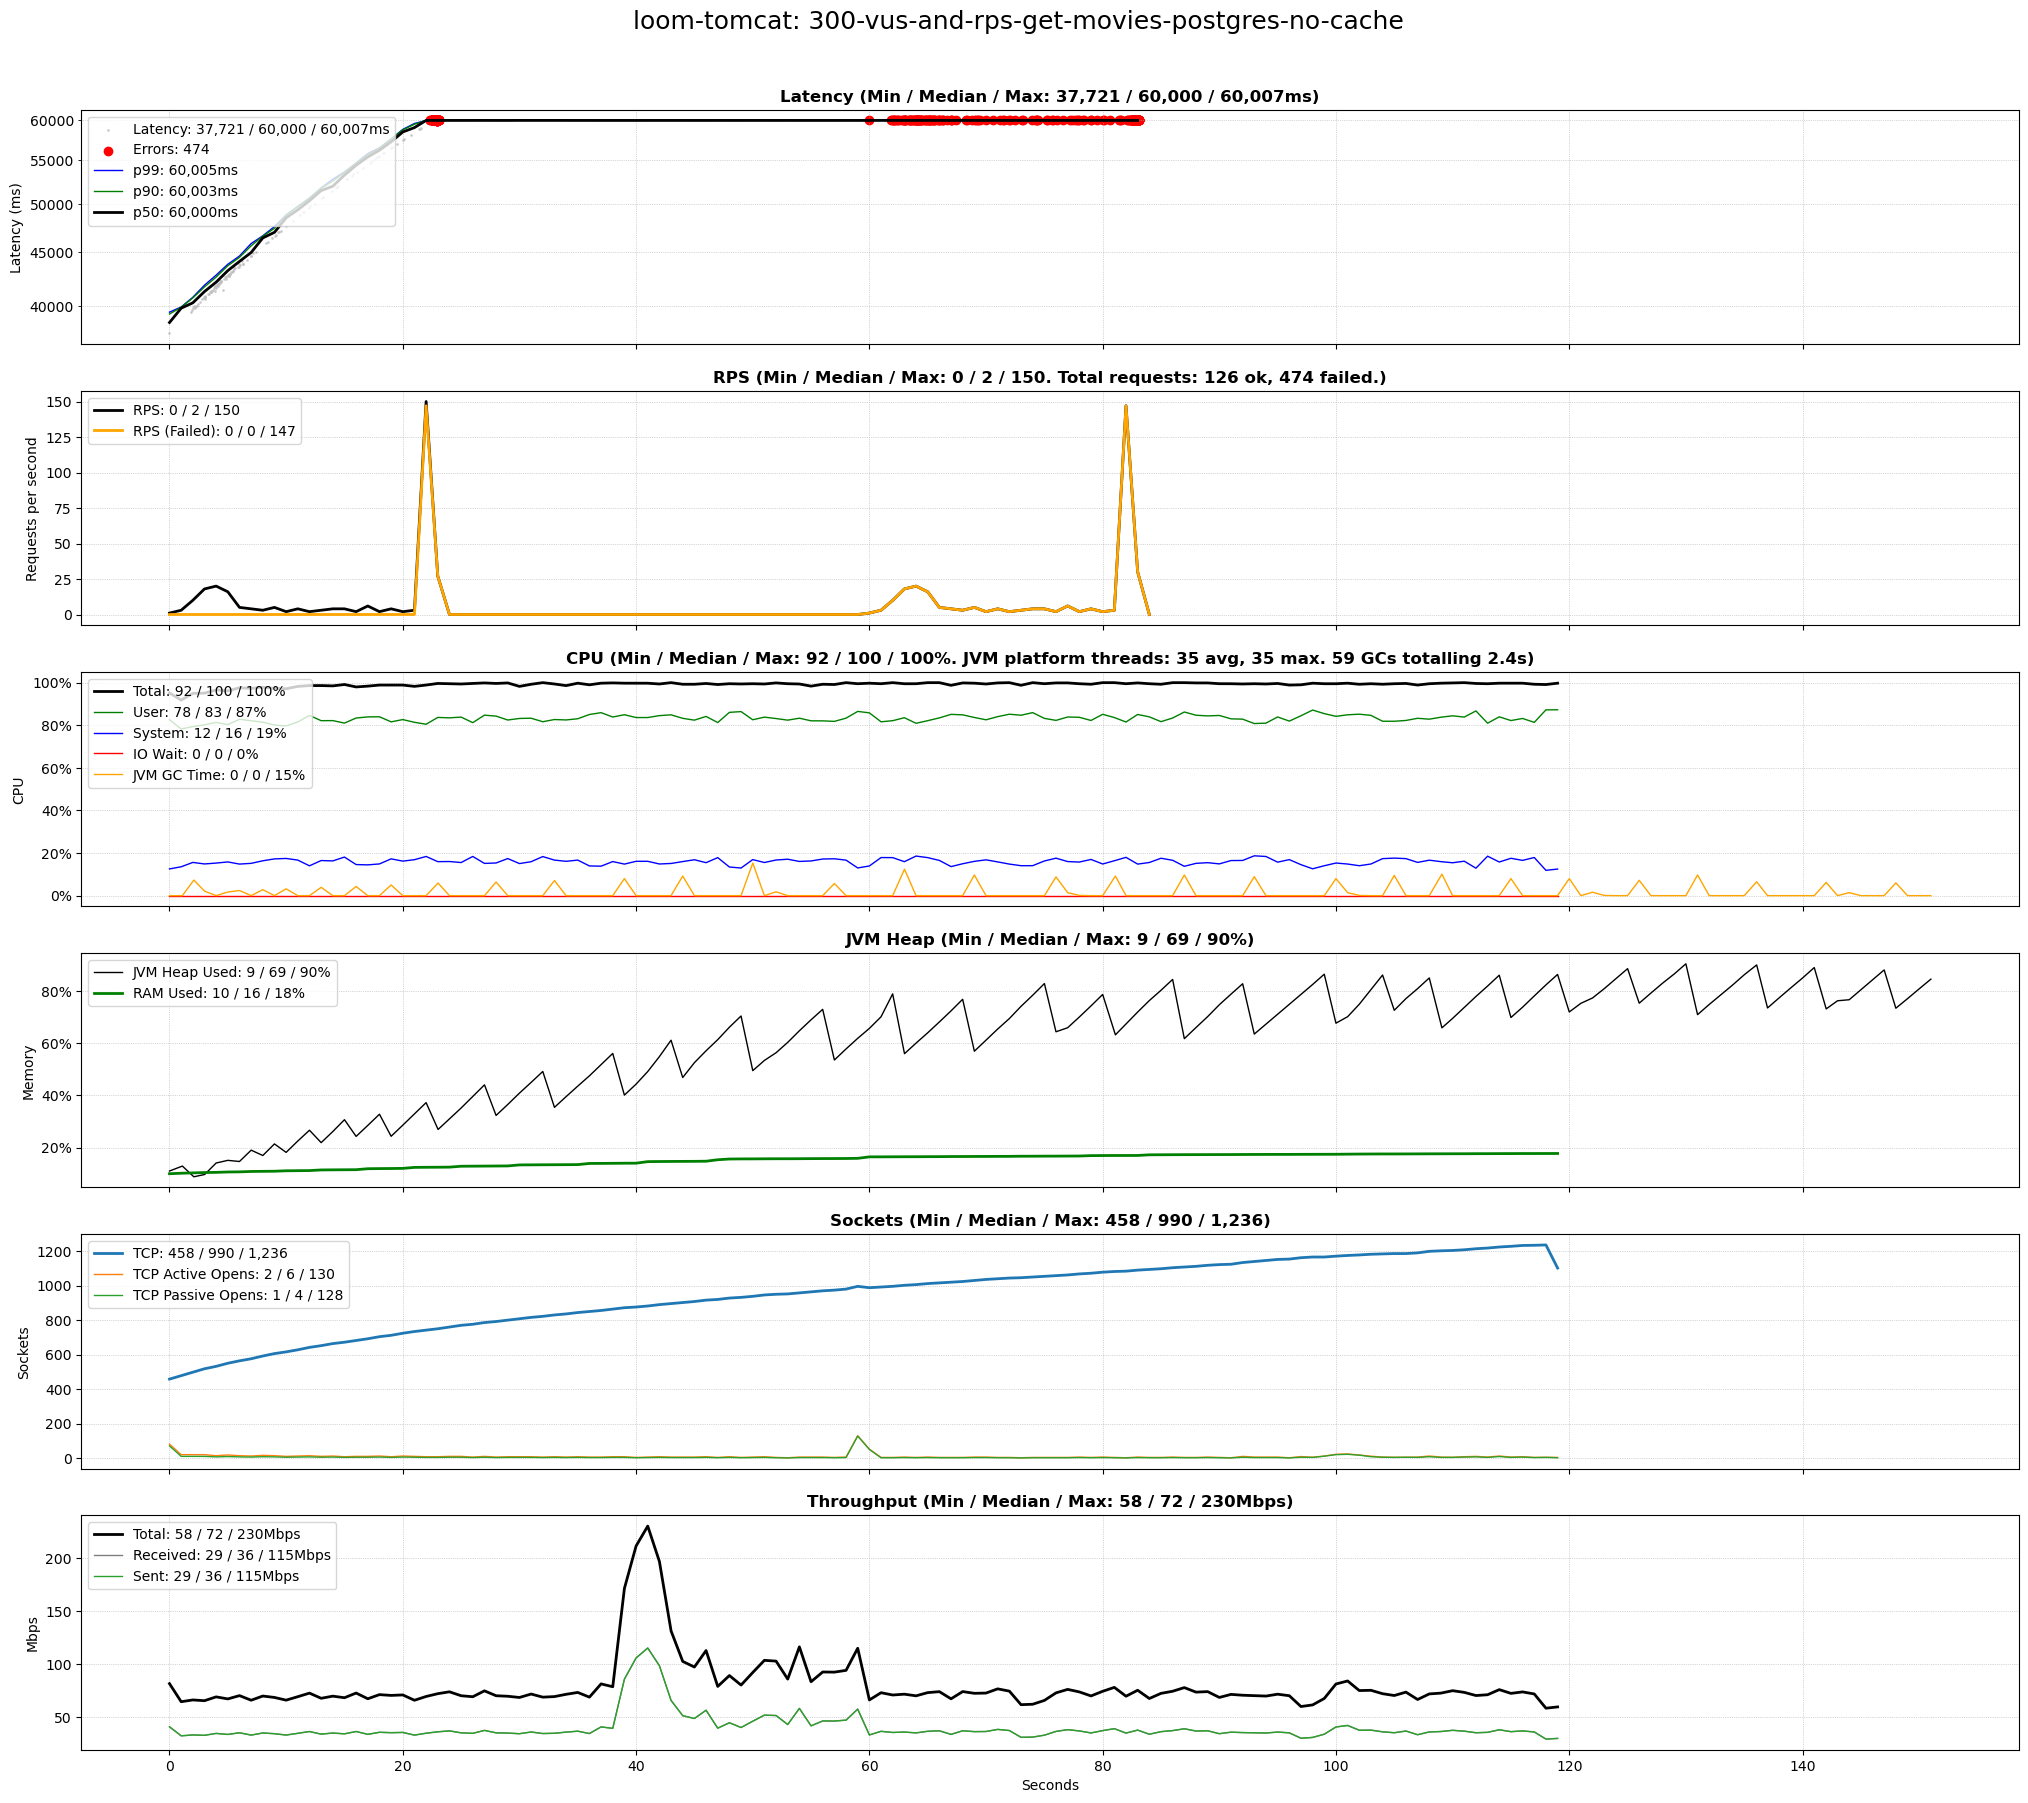 loom-tomcat: 300-vus-and-rps-get-movies-postgres-no-cache
Latency (Min / Median / Max: 37,721 / 60,000 / 60,007ms)
Latency (ms)
60000
55000
50000
45000
40000
Latency: 37,721 / 60,000 / 60,007ms
Errors: 474
p99: 60,005ms
p90: 60,003ms
p50: 60,000ms
RPS (Min / Median / Max: 0 / 2 / 150. Total requests: 126 ok, 474 failed.)
Requests per second
150
125
100
75
50
25
0
RPS: 0 / 2 / 150
RPS (Failed): 0 / 0 / 147
CPU (Min / Median / Max: 92 / 100 / 100%. JVM platform threads: 35 avg, 35 max. 59 GCs totalling 2.4s)
CPU
100%
80%
60%
40%
20%
0%
Total: 92 / 100 / 100%
User: 78 / 83 / 87%
System: 12 / 16 / 19%
IO Wait: 0 / 0 / 0%
JVM GC Time: 0 / 0 / 15%
JVM Heap (Min / Median / Max: 9 / 69 / 90%)
Memory
80%
60%
40%
20%
JVM Heap Used: 9 / 69 / 90%
RAM Used: 10 / 16 / 18%
Sockets (Min / Median / Max: 458 / 990 / 1,236)
Sockets
1200
1000
800
600
400
200
0
TCP: 458 / 990 / 1,236
TCP Active Opens: 2 / 6 / 130
TCP Passive Opens: 1 / 4 / 128
Throughput (Min / Median / Max: 58 / 72 / 230Mbps)
Mbps
200
150
100
50
Total: 58 / 72 / 230Mbps
Received: 29 / 36 / 115Mbps
Sent: 29 / 36 / 115Mbps
0 20 40 60 80 100 120 140
Seconds